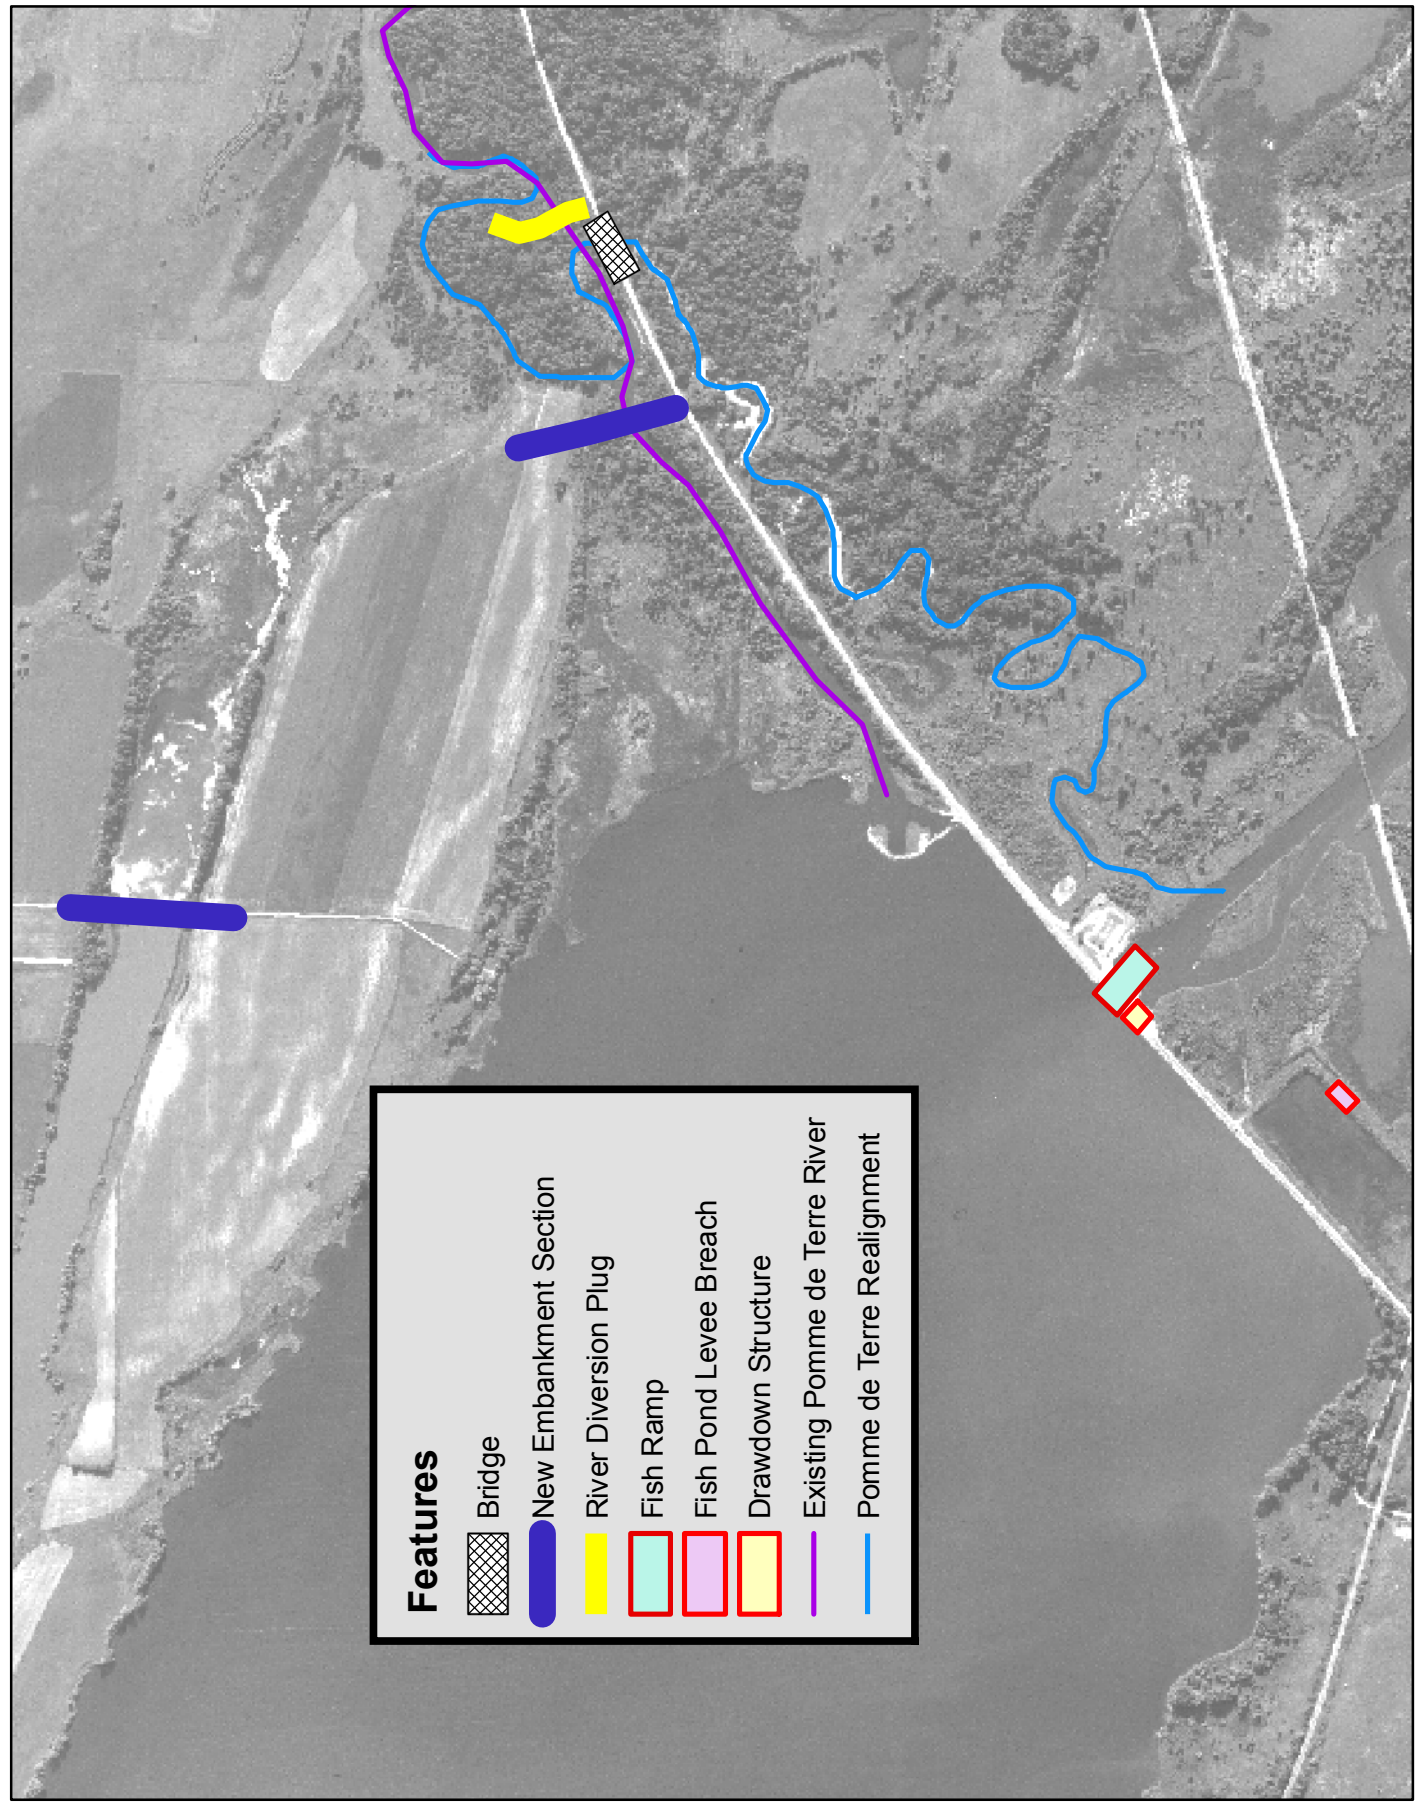 Features
Bridge
New Embankment Section
River Diversion Plug
Fish Ramp
Fish Pond Levee Breach
Drawdown Structure
Existing Pomme de Terre River
Pomme de Terre Realignment